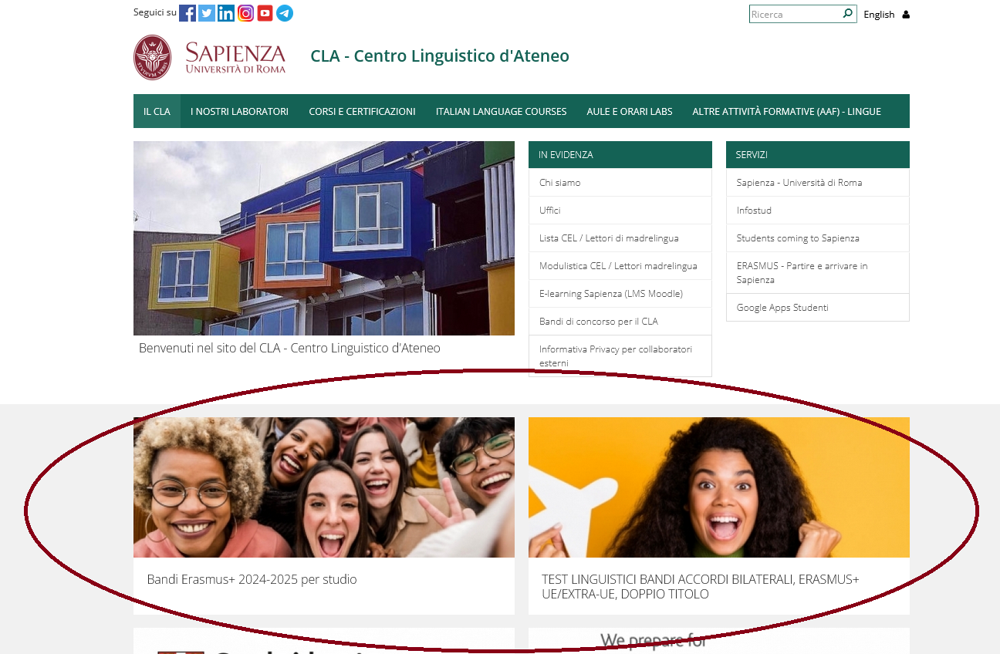 Seguici su
Ricerca
English
STUDIUM URBIS
SAPIENZA
UNIVERSITÀ DI ROMA
CLA - Centro Linguistico d'Ateneo
IL CLA
I NOSTRI LABORATORI
CORSI E CERTIFICAZIONI
ITALIAN LANGUAGE COURSES
AULE E ORARI LABS
ALTRE ATTIVITÀ FORMATIVE (AAF) - LINGUE
Benvenuti nel sito del CLA - Centro Linguistico d'Ateneo
IN EVIDENZA
Chi siamo
Uffici
Lista CEL / Lettori di madrelingua
Modulistica CEL / Lettori madrelingua
E-learning Sapienza (LMS Moodle)
Bandi di concorso per il CLA
Informativa Privacy per collaboratori
esterni
SERVIZI
Sapienza - Università di Roma
Infostud
Students coming to Sapienza
ERASMUS - Partire e arrivare in
Sapienza
Google Apps Studenti
Bandi Erasmus+ 2024-2025 per studio
TEST LINGUISTICI BANDI ACCORDI BILATERALI, ERASMUS+
UE/EXTRA-UE, DOPPIO TITOLO
We prepare for